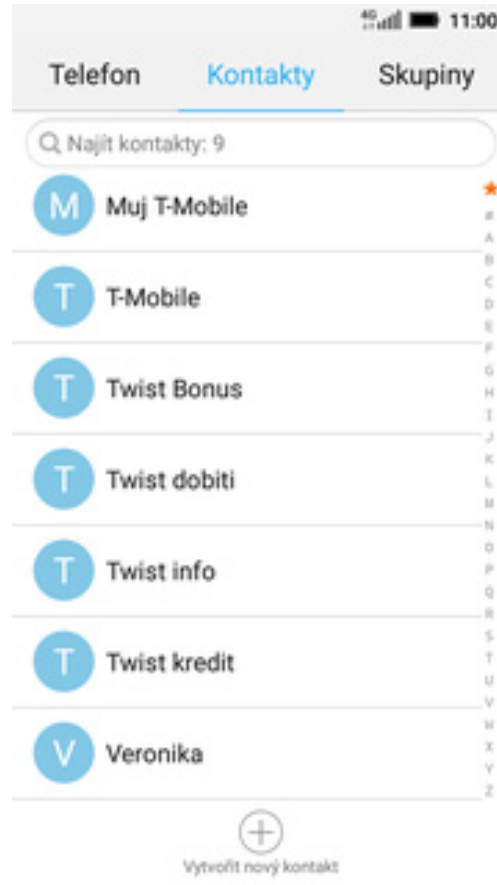 4G 11:00
Telefon Kontakty Skupiny
Najít kontakty: 9
M Muj T-Mobile
T T-Mobile
T Twist Bonus
T Twist dobiti
T Twist info
T Twist kredit
V Veronika
#
A
B
C
D
E
F
G
H
I
J
K
L
M
N
O
P
Q
R
S
T
U
V
W
X
Y
Z
Vytvořit nový kontakt